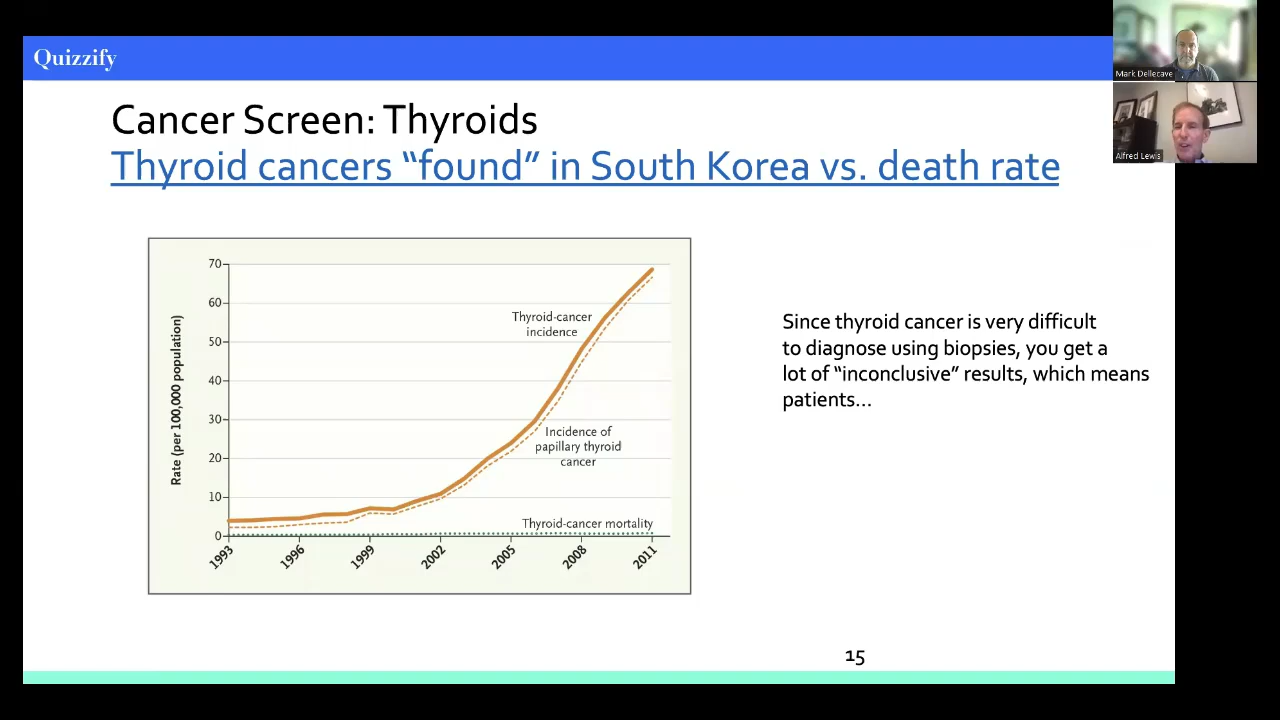 Quizzify
Mark Dellecave
Alfred Lewis
Cancer Screen: Thyroids
Thyroid cancers “found” in South Korea vs. death rate
70
60
50
40
30
20
10
0
Rate (per 100,000 population)
Thyroid-cancer
incidence
Incidence of
papillary thyroid
cancer
Thyroid-cancer mortality
1993
1996
1999
2002
2005
2008
2011
Since thyroid cancer is very difficult
to diagnose using biopsies, you get a
lot of “inconclusive” results, which means
patients...
15